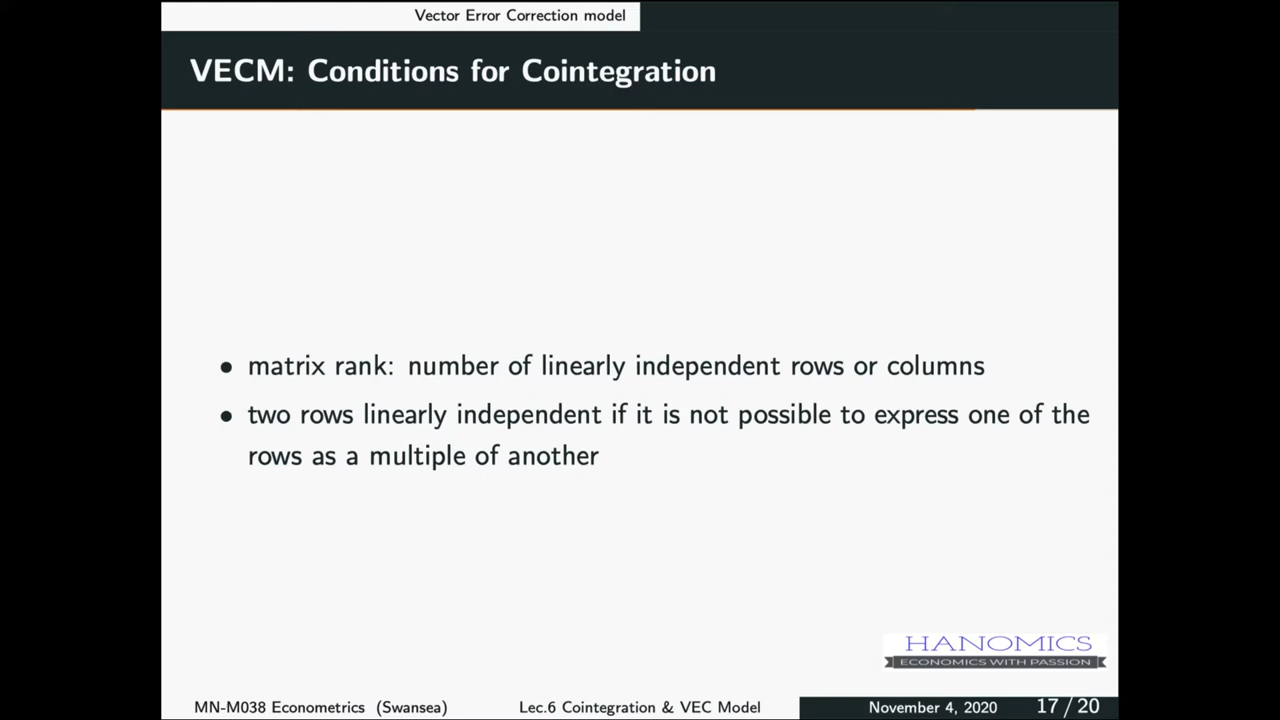 Vector Error Correction model
VECM: Conditions for Cointegration
• matrix rank: number of linearly independent rows or columns
• two rows linearly independent if it is not possible to express one of the
rows as a multiple of another
HANOMICS
ECONOMICS WITH PASSION
MN-M038 Econometrics (Swansea) Lec.6 Cointegration & VEC Model November 4, 2020 17 / 20